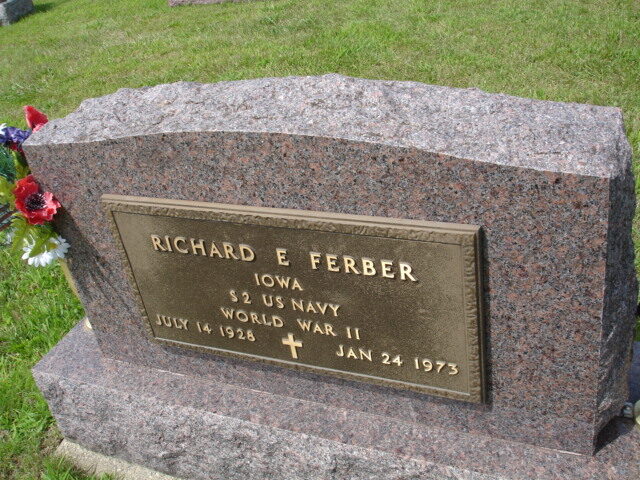 RICHARD E FERBER
IOWA
S2 US NAVY
WORLD WAR II
JULY 14 1928 JAN 24 1973